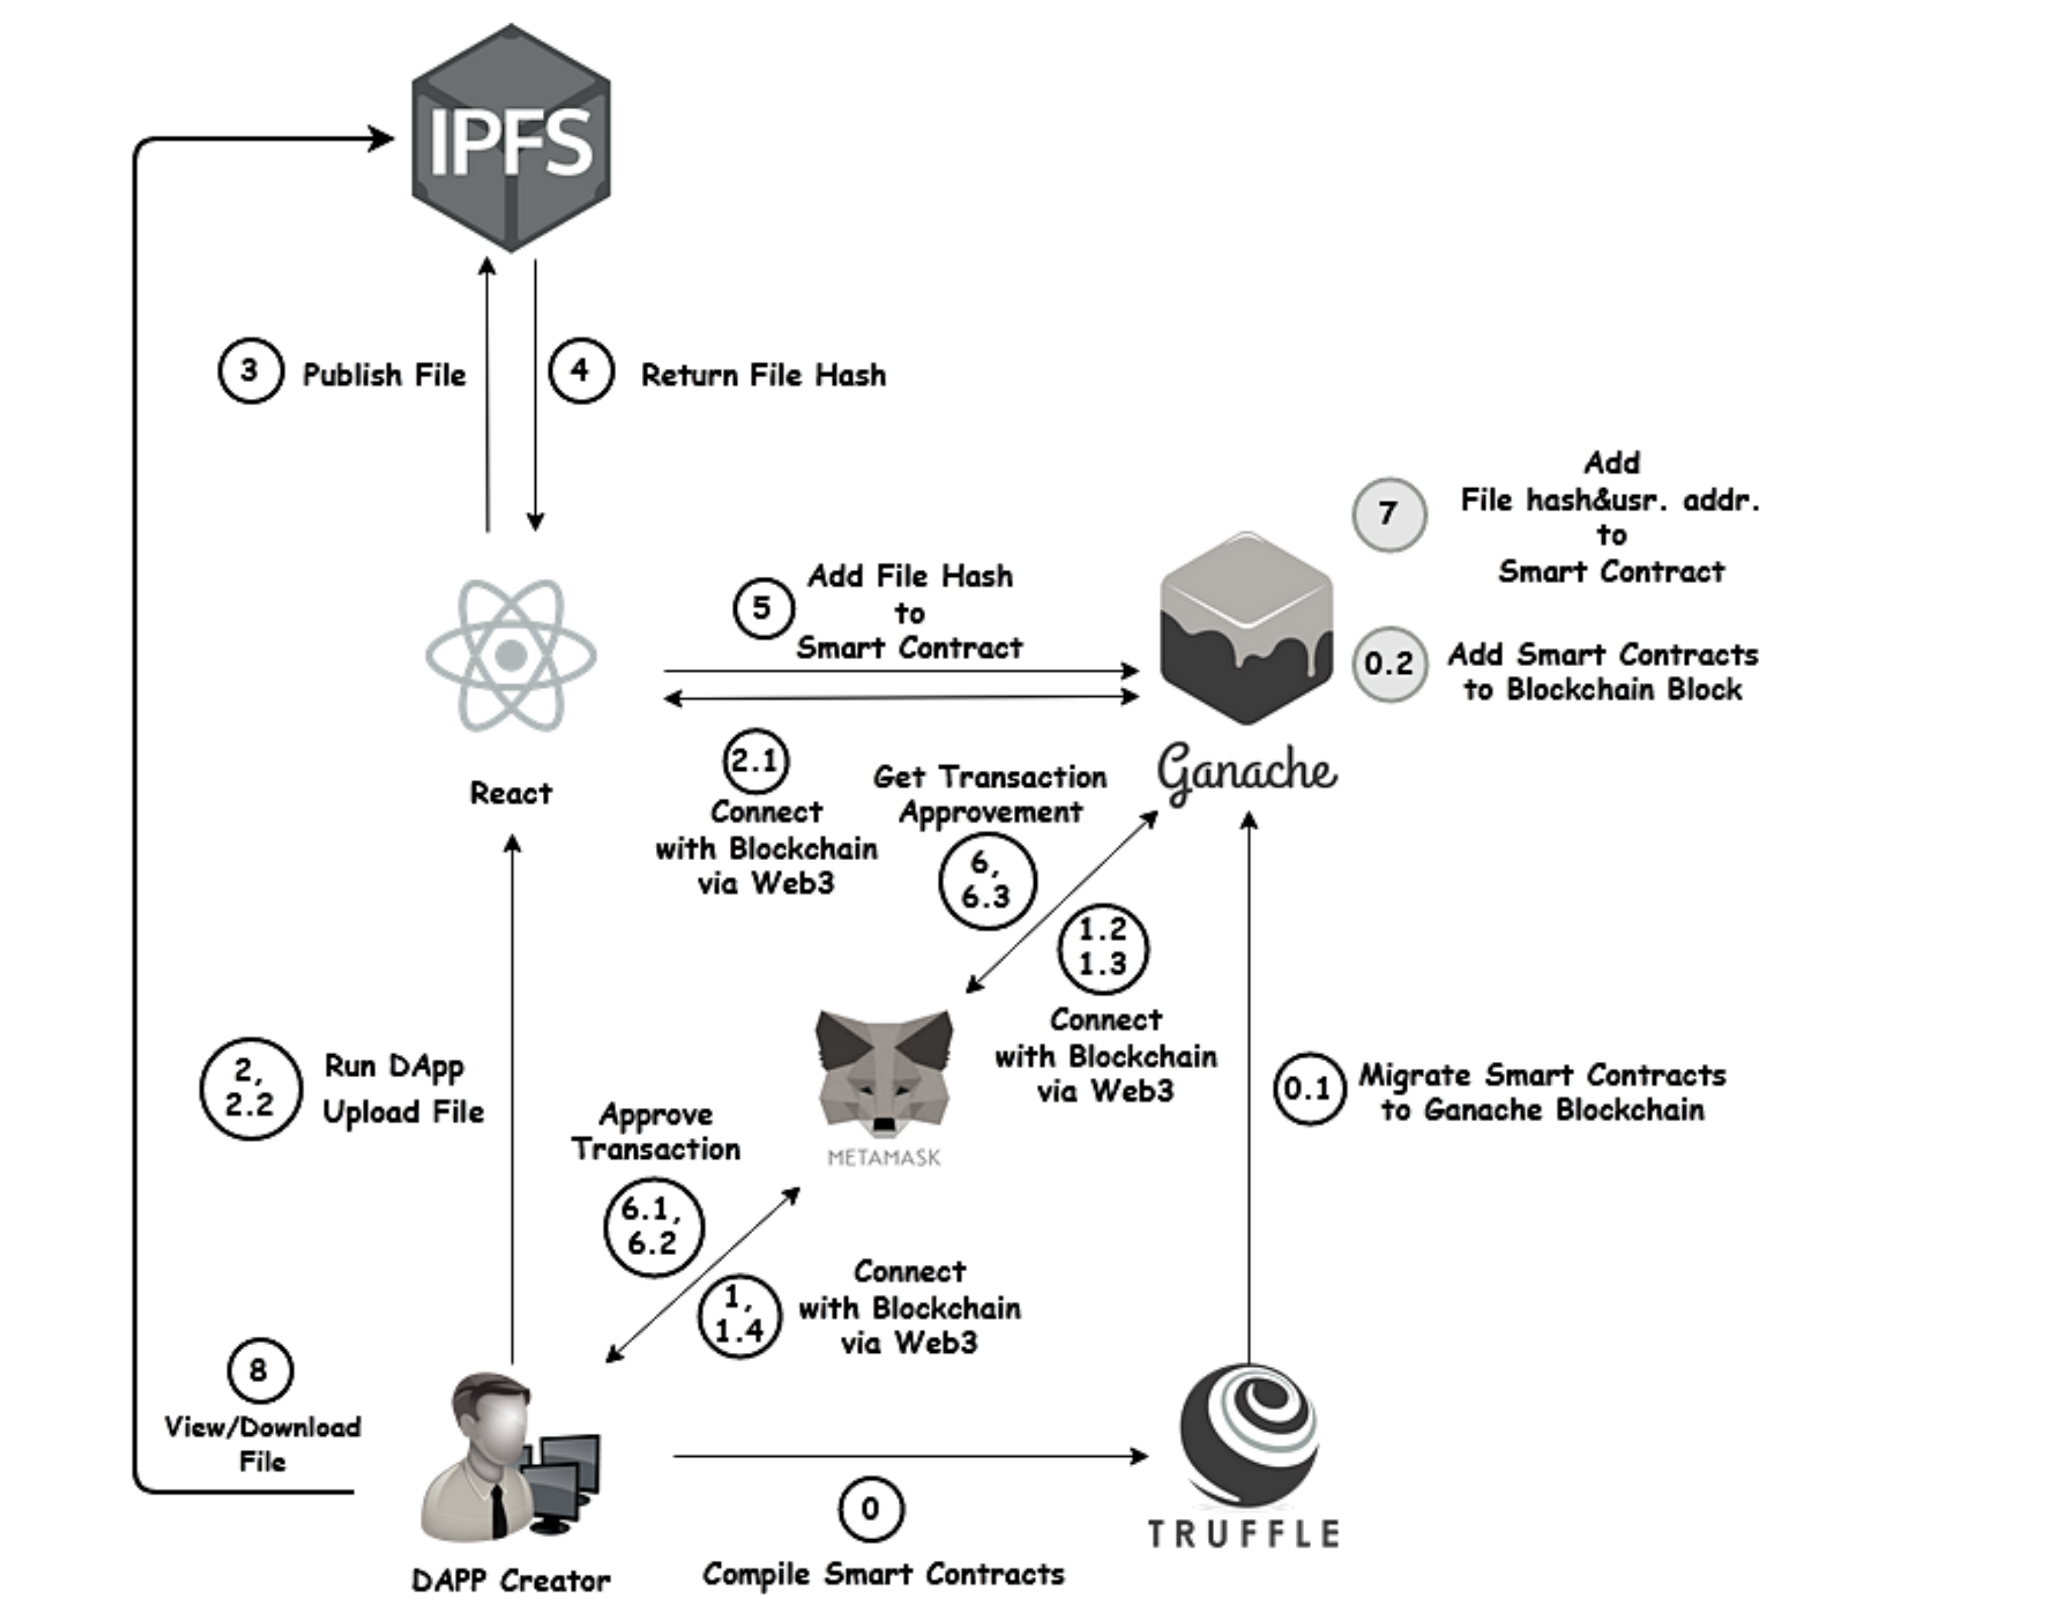 IPFS
3
Publish File
4
Return File Hash
7
Add
File hash&usr. addr.
to
Smart Contract
5
Add File Hash
to
Smart Contract
0.2
Add Smart Contracts
to Blockchain Block
React
2.1
Connect
with Blockchain
via Web3
Get Transaction
Approvement
6,
6.3
Ganache
1.2
1.3
Connect
with Blockchain
via Web3
METAMASK
2,
2.2
Run DApp
Upload File
0.1
Migrate Smart Contracts
to Ganache Blockchain
Approve
Transaction
6.1,
6.2
1,
1.4
Connect
with Blockchain
via Web3
8
View/Download
File
DAPP Creator
0
Compile Smart Contracts
TRUFFLE